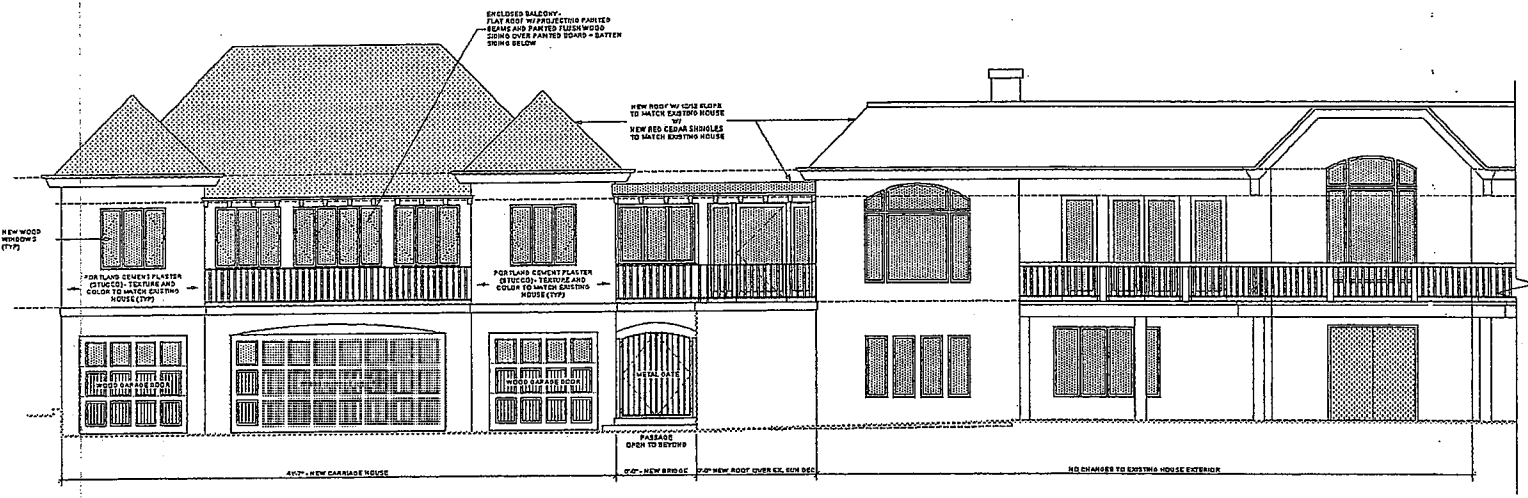 ENCLOSED BALCONY-
FLAT ROOF W/ PROJECTING PAINTED
BEAMS AND PAINTED FLUSH WOOD
SIDING OVER PAINTED BOARD + BATTEN
SIDING BELOW
NEW ROOF W/ 12/12 SLOPE
TO MATCH EXISTING HOUSE
W/
NEW RED CEDAR SHINGLES
TO MATCH EXISTING HOUSE
NEW WOOD
WINDOWS
(TYP)
PORTLAND CEMENT PLASTER
(STUCCO)- TEXTURE AND
COLOR TO MATCH EXISTING
HOUSE (TYP)
PORTLAND CEMENT PLASTER
(STUCCO)- TEXTURE AND
COLOR TO MATCH EXISTING
HOUSE (TYP)
WOOD GARAGE DOOR
WOOD GARAGE DOOR
METAL GATE
PASSAGE
OPEN TO BEYOND
NEW CARRIAGE HOUSE
NEW BRIDGE
NEW ROOF OVER EX. SUN DEC
NO CHANGES TO EXISTING HOUSE EXTERIOR